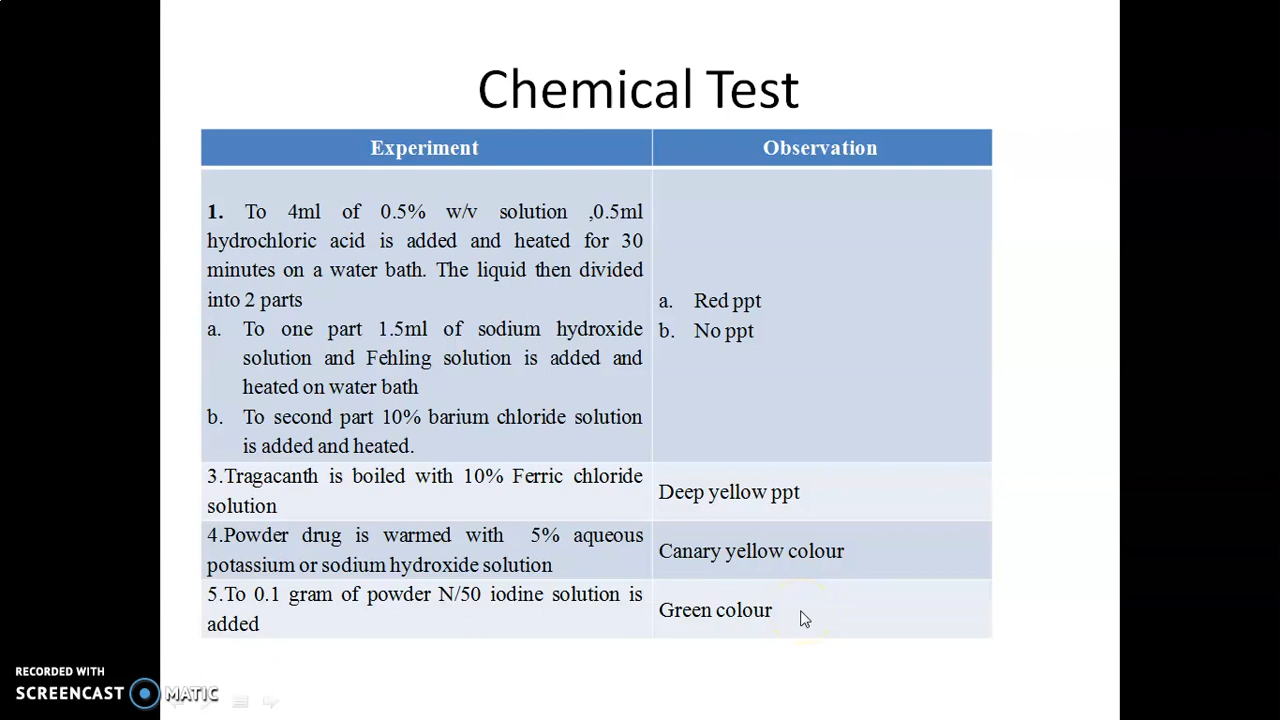 Chemical Test
Experiment
Observation
1. To 4ml of 0.5% w/v solution ,0.5ml
hydrochloric acid is added and heated for 30
minutes on a water bath. The liquid then divided
into 2 parts
a. To one part 1.5ml of sodium hydroxide
solution and Fehling solution is added and
heated on water bath
b. To second part 10% barium chloride solution
is added and heated.
a. Red ppt
b. No ppt
3.Tragacanth is boiled with 10% Ferric chloride
solution
Deep yellow ppt
4.Powder drug is warmed with 5% aqueous
potassium or sodium hydroxide solution
Canary yellow colour
5.To 0.1 gram of powder N/50 iodine solution is
added
Green colour
RECORDED WITH
SCREENCAST MATIC